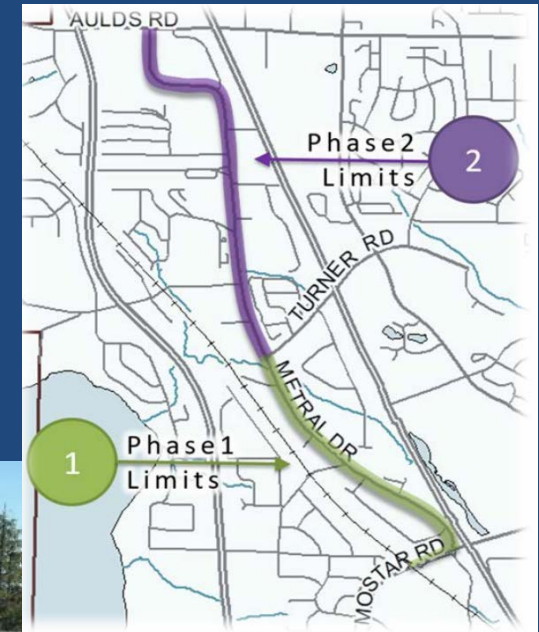 AULDS RD
Phase2
Limits
2
TURNER RD
METRAL DR
1
Phase1
Limits
MOSTAR RD